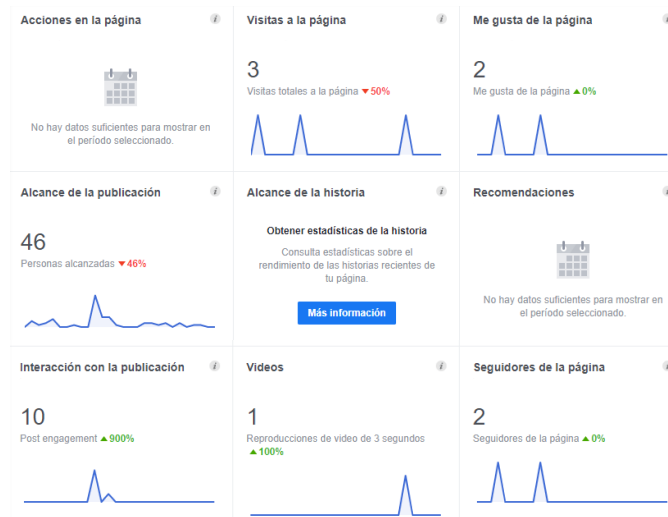 Acciones en la página
No hay datos suficientes para mostrar en
el período seleccionado.
Visitas a la página
3
Visitas totales a la página ▼50%
Me gusta de la página
2
Me gusta de la página ▲0%
Alcance de la publicación
46
Personas alcanzadas ▼46%
Alcance de la historia
Obtener estadísticas de la historia
Consulta estadísticas sobre el
rendimiento de las historias recientes de
tu página.
Más información
Recomendaciones
No hay datos suficientes para mostrar en
el período seleccionado.
Interacción con la publicación
10
Post engagement ▲900%
Videos
1
Reproducciones de video de 3 segundos
▲100%
Seguidores de la página
2
Seguidores de la página ▲0%